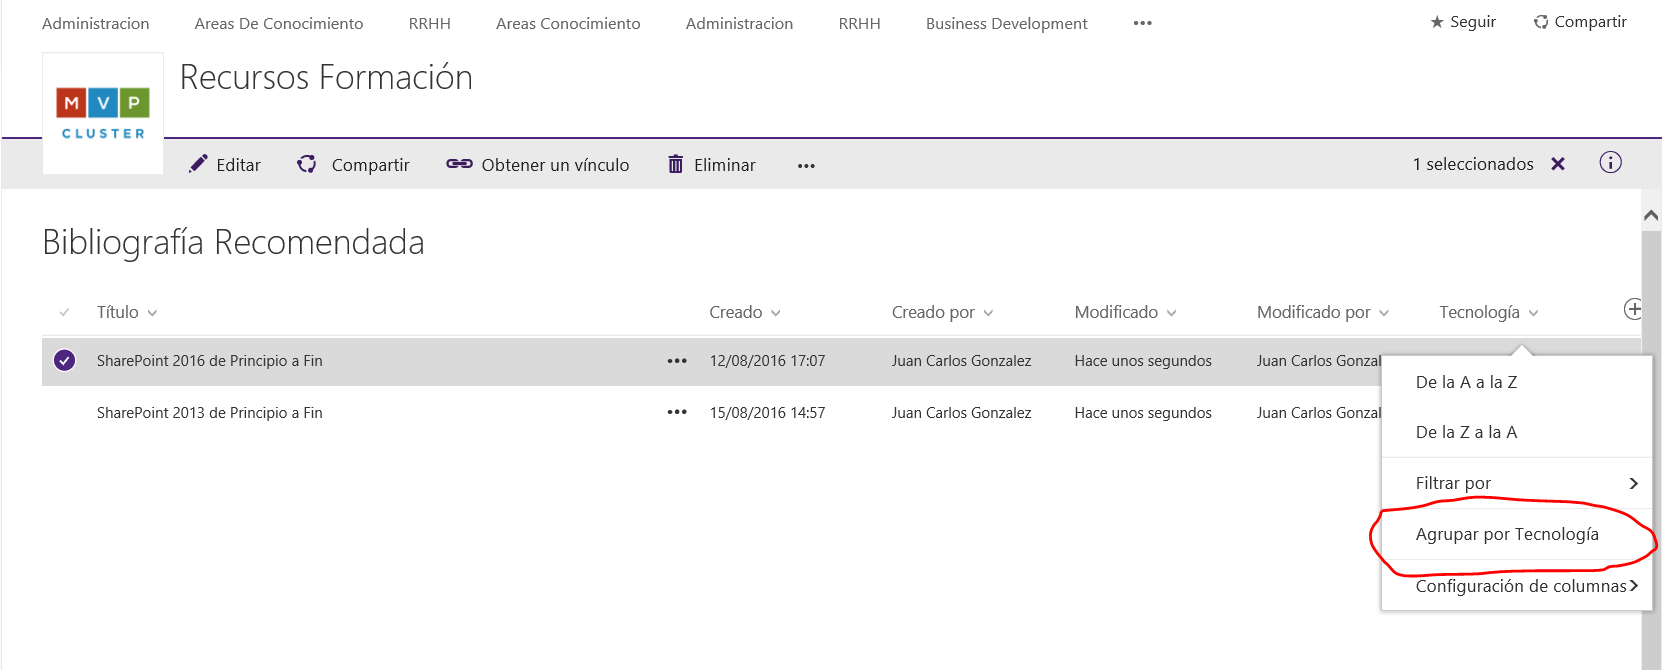 Administracion Areas De Conocimiento RRHH Areas Conocimiento Administracion RRHH Business Development ••• ★ Seguir Compartir
Recursos Formación
M V P
CLUSTER
Editar Compartir Obtener un vínculo Eliminar ••• 1 seleccionados
Bibliografía Recomendada
Título Creado Creado por Modificado Modificado por Tecnología
SharePoint 2016 de Principio a Fin ••• 12/08/2016 17:07 Juan Carlos Gonzalez Hace unos segundos Juan Carlos Gonzal
SharePoint 2013 de Principio a Fin ••• 15/08/2016 14:57 Juan Carlos Gonzalez Hace unos segundos Juan Carlos Gonzal
De la A a la Z
De la Z a la A
Filtrar por
Agrupar por Tecnología
Configuración de columnas